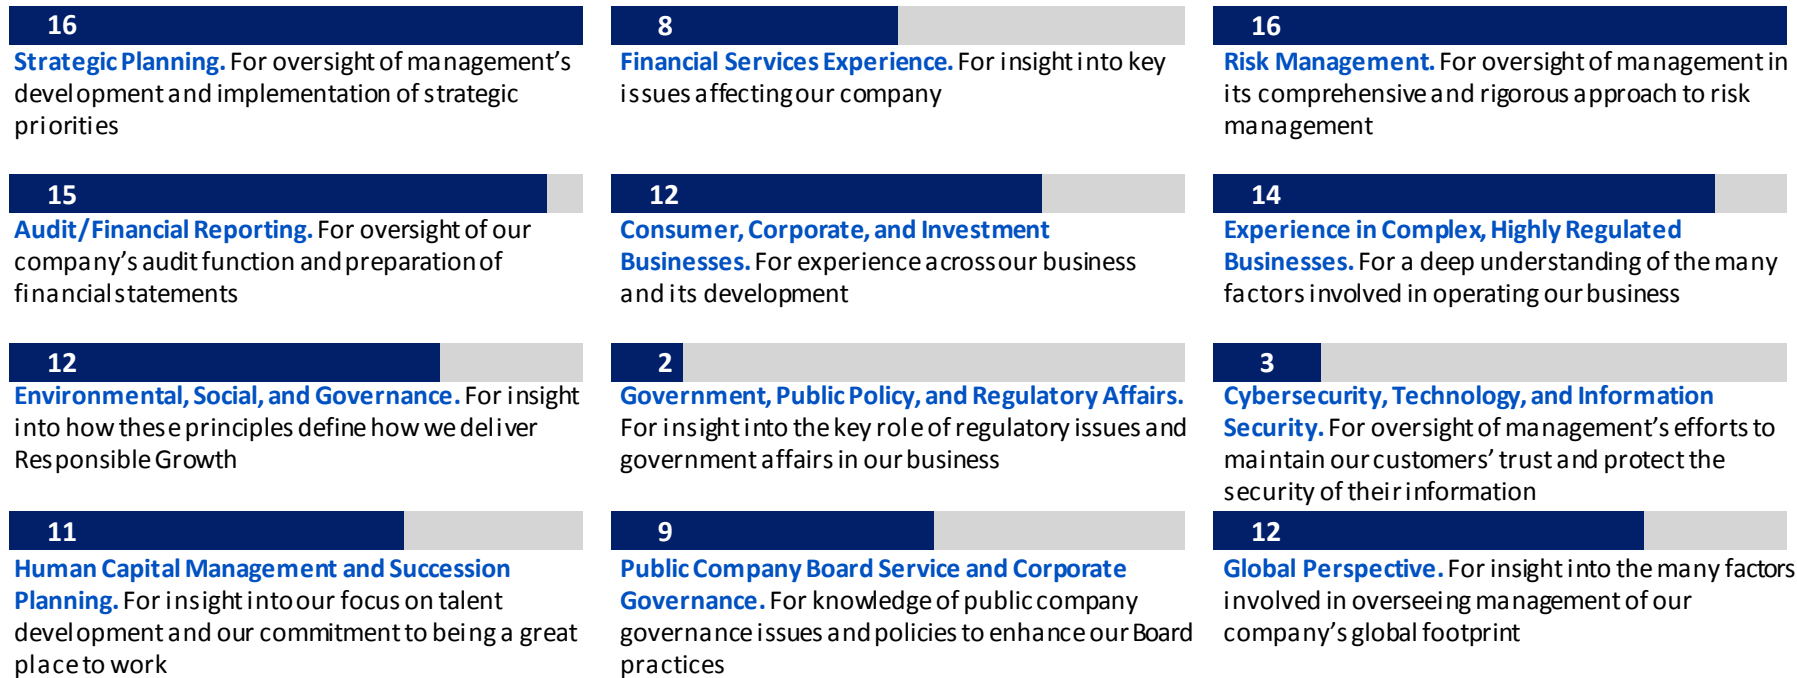 16
Strategic Planning. For oversight of management’s
development and implementation of strategic
priorities
8
Financial Services Experience. For insight into key
issues affecting our company
16
Risk Management. For oversight of management in
its comprehensive and rigorous approach to risk
management
15
Audit/Financial Reporting. For oversight of our
company’s audit function and preparation of
financial statements
12
Consumer, Corporate, and Investment
Businesses. For experience across our business
and its development
14
Experience in Complex, Highly Regulated
Businesses. For a deep understanding of the many
factors involved in operating our business
12
Environmental, Social, and Governance. For insight
into how these principles define how we deliver
Responsible Growth
2
Government, Public Policy, and Regulatory Affairs.
For insight into the key role of regulatory issues and
government affairs in our business
3
Cybersecurity, Technology, and Information
Security. For oversight of management’s efforts to
maintain our customers’ trust and protect the
security of their information
11
Human Capital Management and Succession
Planning. For insight into our focus on talent
development and our commitment to being a great
place to work
9
Public Company Board Service and Corporate
Governance. For knowledge of public company
governance issues and policies to enhance our Board
practices
12
Global Perspective. For insight into the many factors
involved in overseeing management of our
company’s global footprint